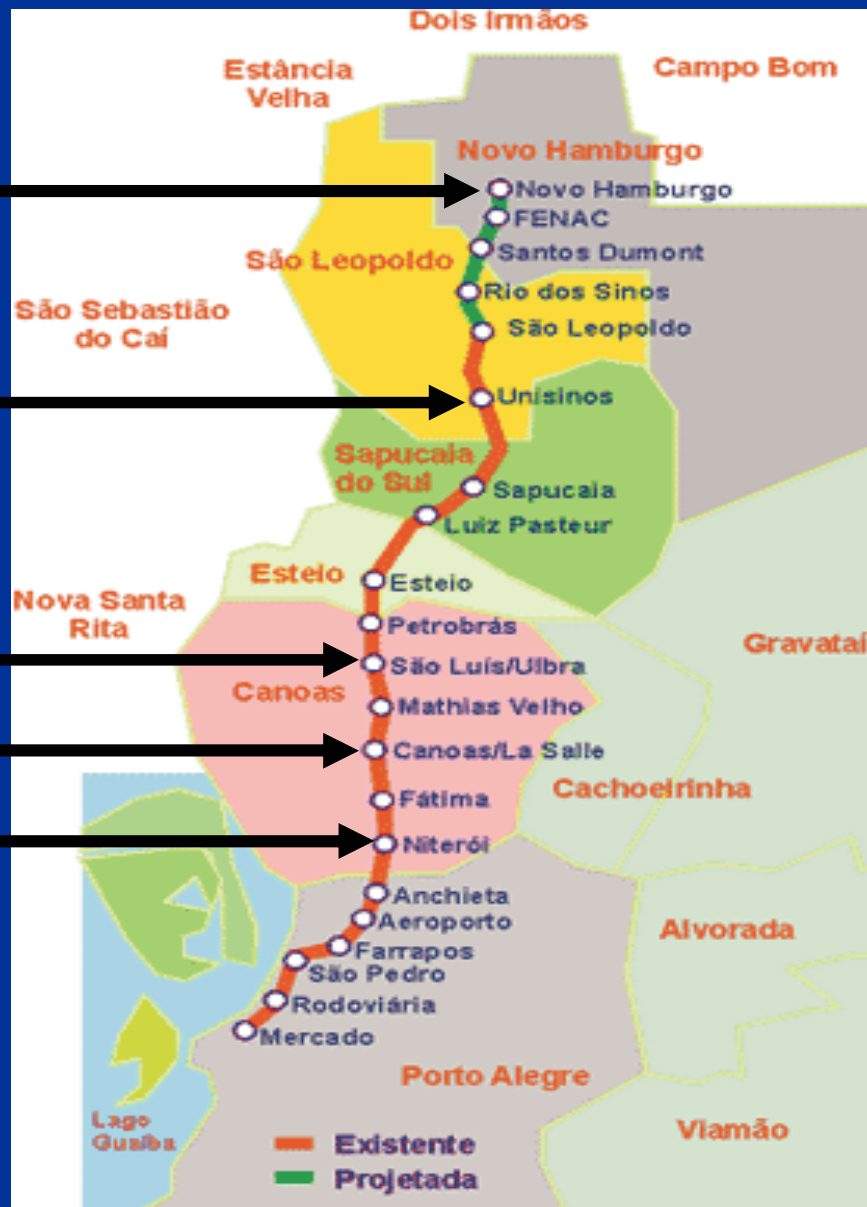 Dois Irmãos
Estância
Velha
Campo Bom
Novo Hamburgo
Novo Hamburgo
FENAC
Santos Dumont
São Leopoldo
Rio dos Sinos
São Sebastião
do Caí
São Leopoldo
Unisinos
Sapucaia
do Sul
Sapucaia
Luiz Pasteur
Esteio
Esteio
Nova Santa
Rita
Petrobrás
Gravataí
São Luís/Ulbra
Canoas
Mathias Velho
Canoas/La Salle
Cachoeirinha
Fátima
Niterói
Anchieta
Aeroporto
Alvorada
Farrapos
São Pedro
Rodoviária
Mercado
Porto Alegre
Lago
Guaíba
Viamão
Existente
Projetada